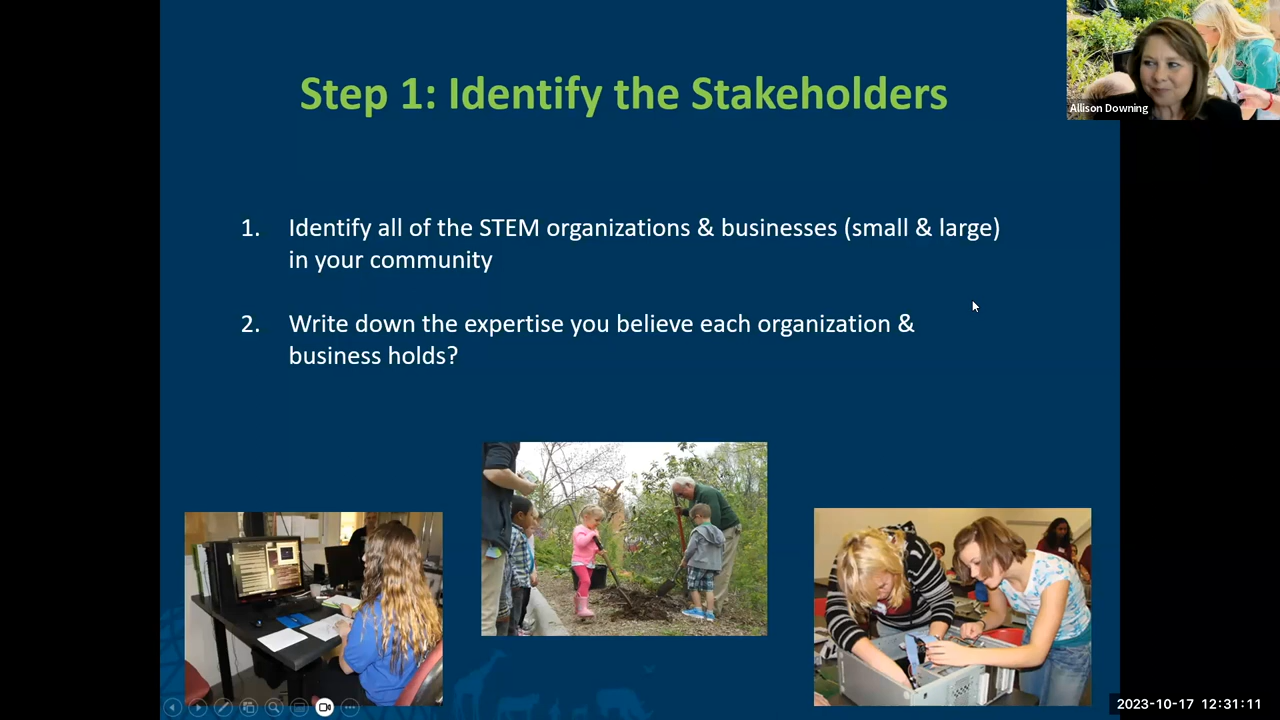 Step 1: Identify the Stakeholders
Allison Downing
1. Identify all of the STEM organizations & businesses (small & large)
in your community
2. Write down the expertise you believe each organization &
business holds?
2023-10-17 12:31:11